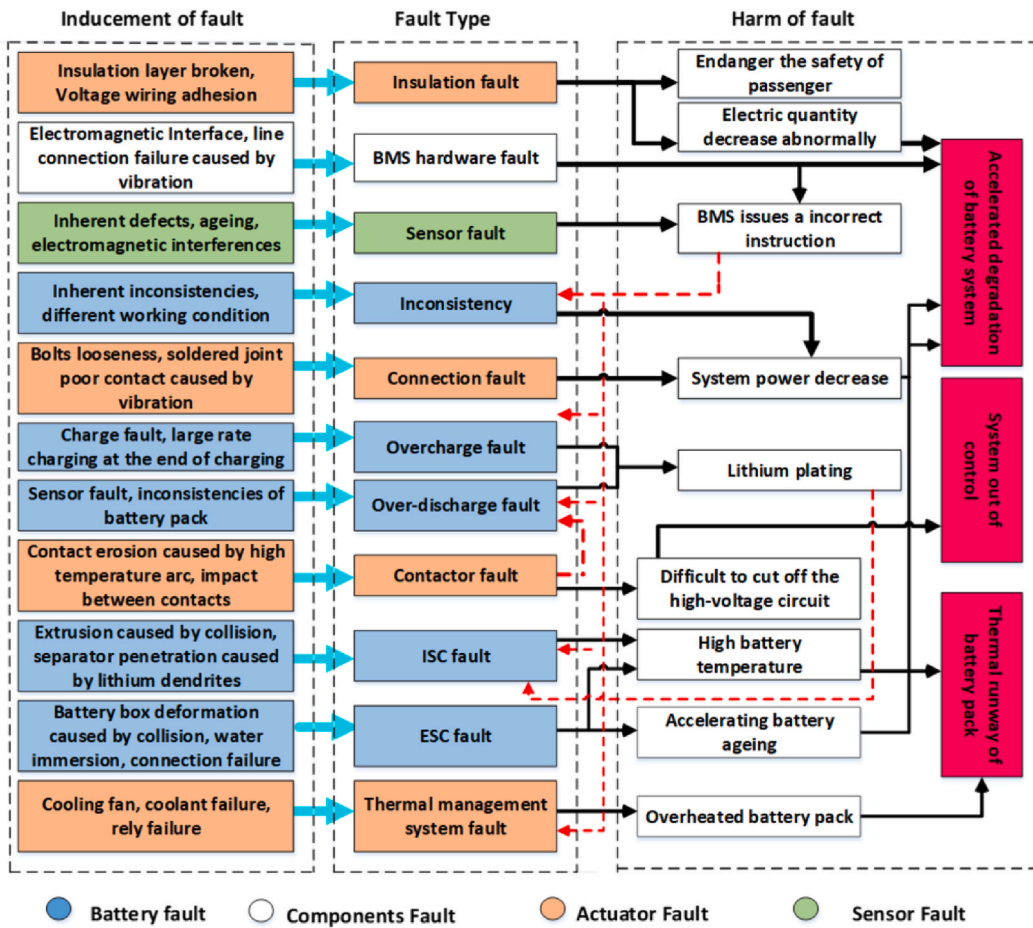 Inducement of fault
Fault Type
Harm of fault
Insulation layer broken,
Voltage wiring adhesion
Insulation fault
Endanger the safety of
passenger
Electric quantity
decrease abnormally
Electromagnetic Interface, line
connection failure caused by
vibration
BMS hardware fault
Inherent defects, ageing,
electromagnetic interferences
Sensor fault
BMS issues a incorrect
instruction
Accelerated degradation
of battery system
Inherent inconsistencies,
different working condition
Inconsistency
Bolts looseness, soldered joint
poor contact caused by
vibration
Connection fault
System power decrease
Charge fault, large rate
charging at the end of charging
Overcharge fault
Lithium plating
System out of
control
Sensor fault, inconsistencies of
battery pack
Over-discharge fault
Contact erosion caused by high
temperature arc, impact
between contacts
Contactor fault
Difficult to cut off the
high-voltage circuit
Extrusion caused by collision,
separator penetration caused
by lithium dendrites
ISC fault
High battery
temperature
Thermal runway of
battery pack
Battery box deformation
caused by collision, water
immersion, connection failure
ESC fault
Accelerating battery
ageing
Cooling fan, coolant failure,
rely failure
Thermal management
system fault
Overheated battery pack
Battery fault
Components Fault
Actuator Fault
Sensor Fault